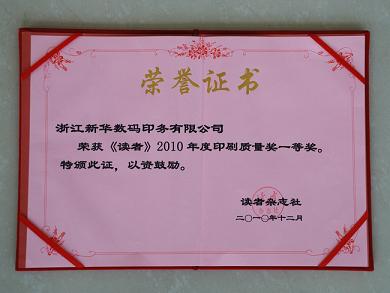 荣誉证书
浙江新华数码印务有限公司
荣获《读者》2010年度印刷质量奖一等奖。
特颁此证，以资鼓励。
读者杂志社
二〇一〇年十二月